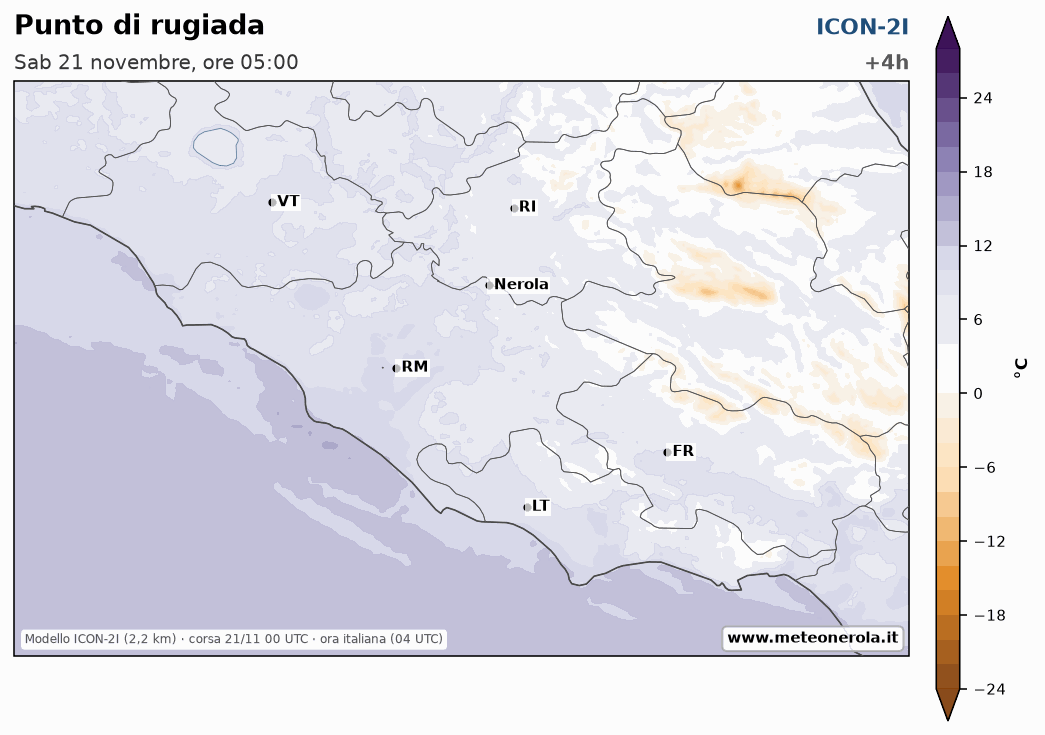 Punto di rugiada
ICON-2I
Sab 21 novembre, ore 05:00
+4h
VT
RI
Nerola
RM
FR
LT
24
18
12
6
0
−6
−12
−18
−24
°C
Modello ICON-2I (2,2 km) · corsa 21/11 00 UTC · ora italiana (04 UTC)
www.meteonerola.it